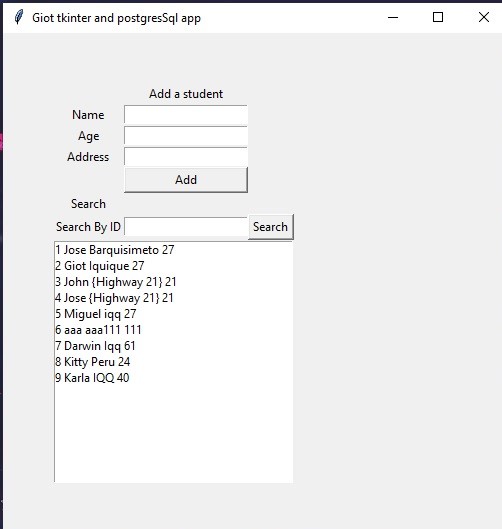 Giot tkinter and postgresSql app
Add a student
Name
Age
Address
Add
Search
Search By ID Search
1 Jose Barquisimeto 27
2 Giot Iquique 27
3 John {Highway 21} 21
4 Jose {Highway 21} 21
5 Miguel iqq 27
6 aaa aaa111 111
7 Darwin Iqq 61
8 Kitty Peru 24
9 Karla IQQ 40